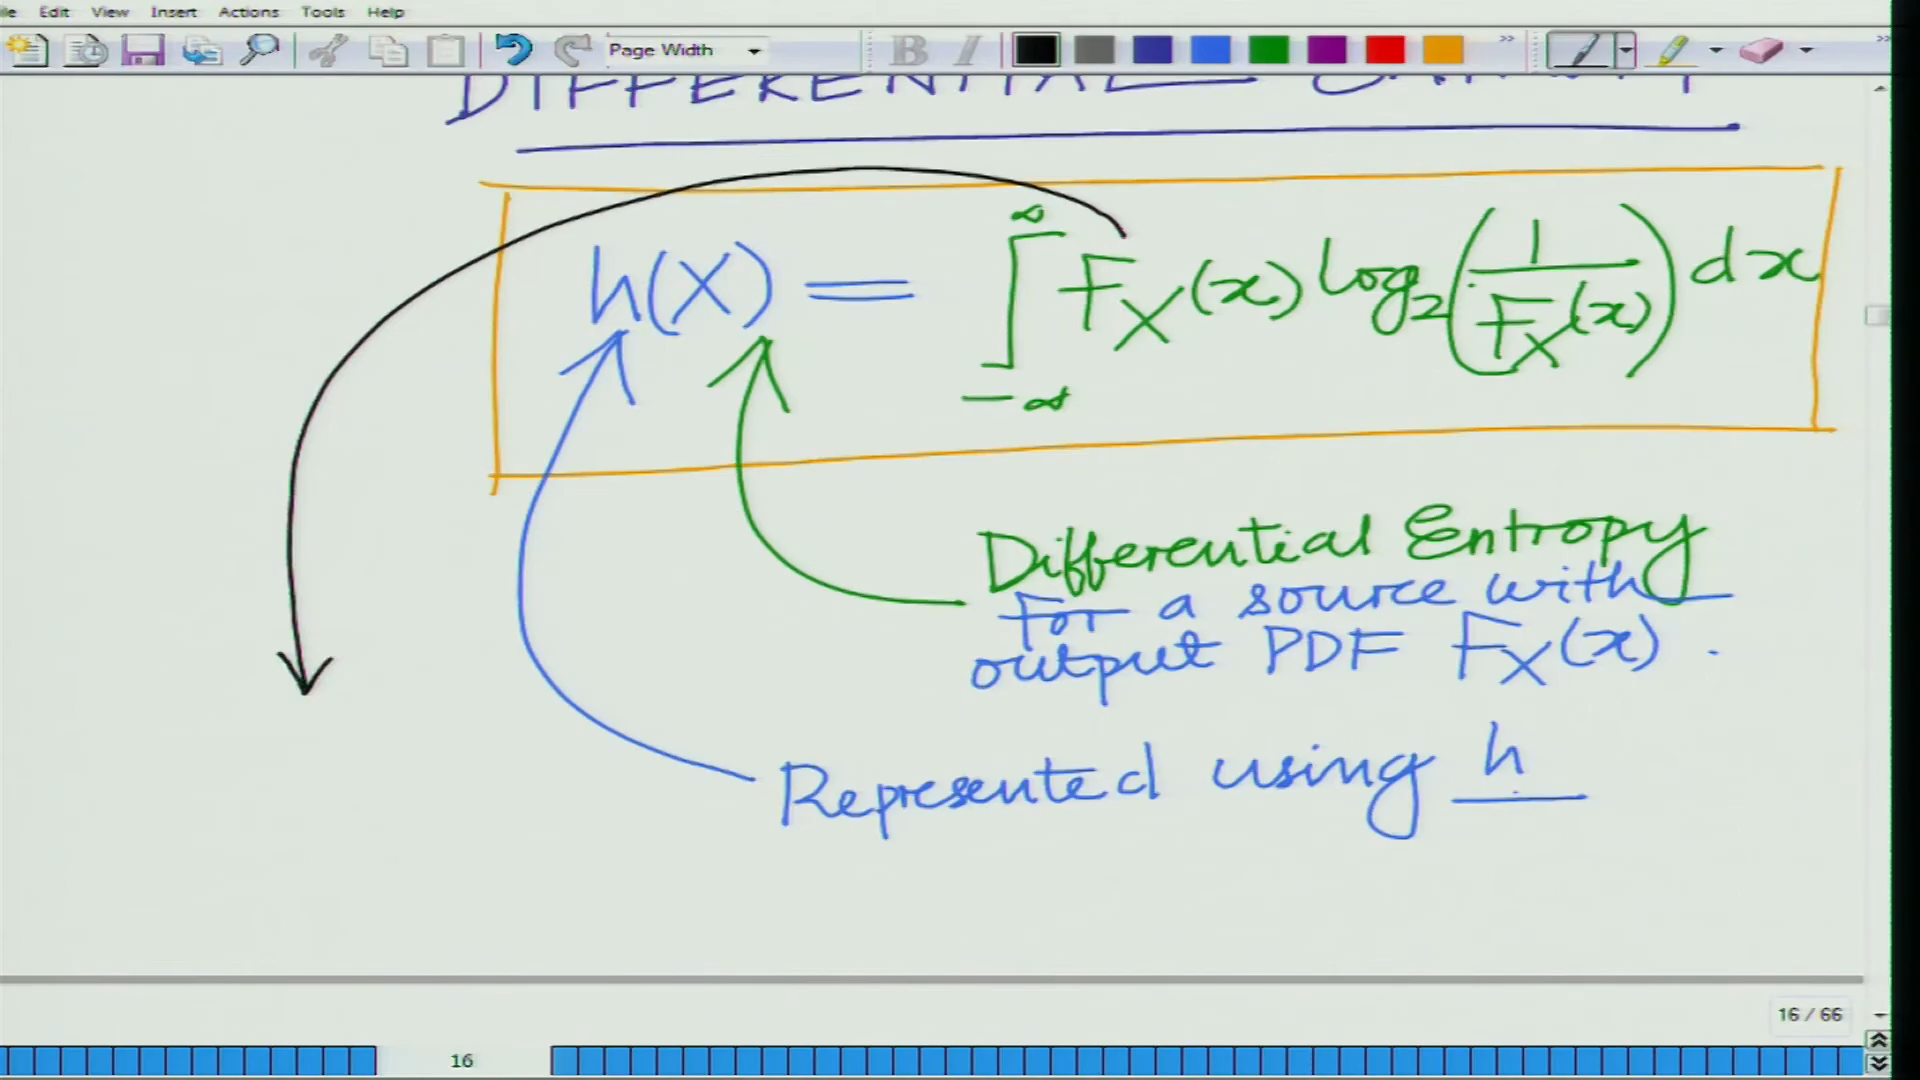 Edit View Insert Actions Tools Help
Page Width
B I
DIFFERENTIAL
h(X) = ∫_{-∞}^{∞} F_X(x) log_2(1/F_X(x)) dx
Differential Entropy
For a source with
output PDF F_X(x).
Represented using h
16 / 66
16